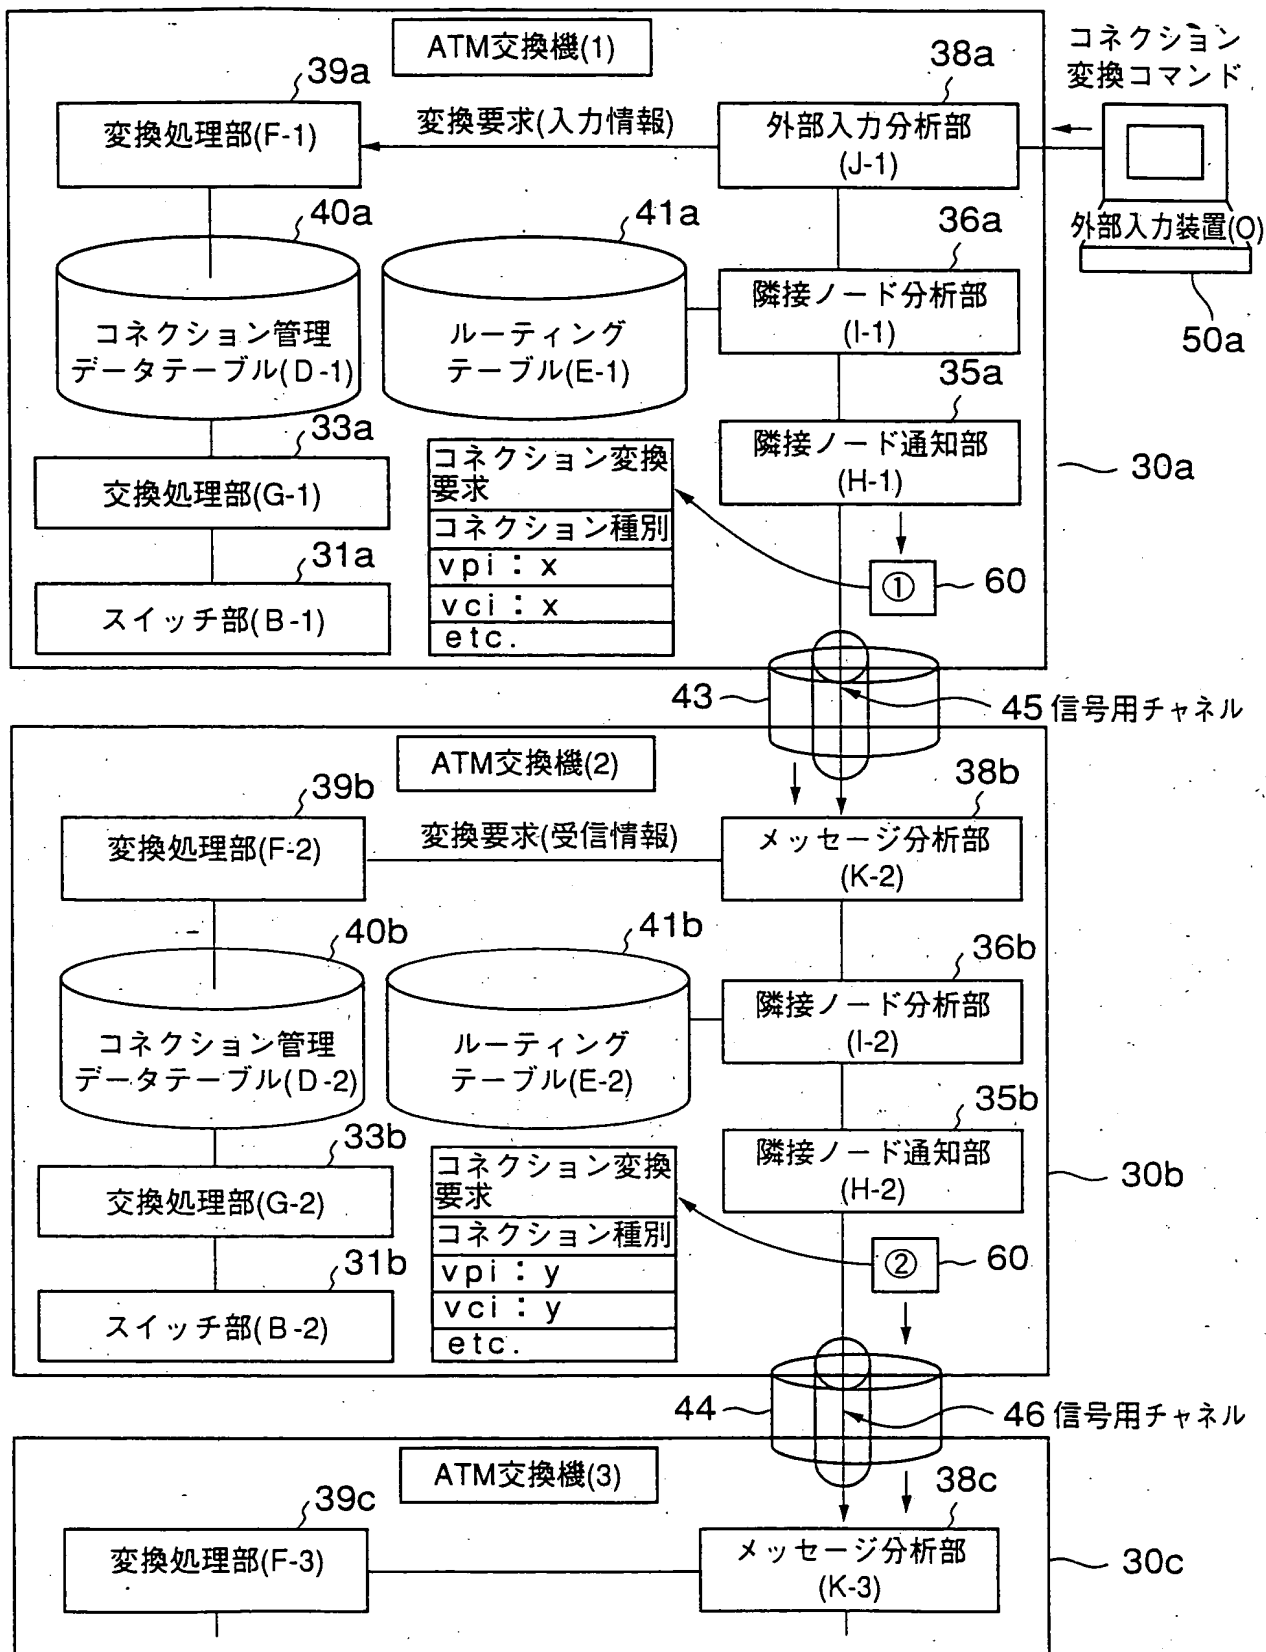 ATM交換機(1)
コネクション
変換コマンド
39a
38a
変換処理部(F-1)
変換要求(入力情報)
外部入力分析部
(J-1)
外部入力装置(O)
50a
40a
41a
36a
コネクション管理
データテーブル(D-1)
ルーティング
テーブル(E-1)
隣接ノード分析部
(I-1)
35a
33a
交換処理部(G-1)
コネクション変換
要求
コネクション種別
vpi:x
vci:x
etc.
隣接ノード通知部
(H-1)
30a
31a
スイッチ部(B-1)
①
60
43
45 信号用チャネル
ATM交換機(2)
39b
38b
変換処理部(F-2)
変換要求(受信情報)
メッセージ分析部
(K-2)
40b
41b
36b
コネクション管理
データテーブル(D-2)
ルーティング
テーブル(E-2)
隣接ノード分析部
(I-2)
35b
33b
交換処理部(G-2)
コネクション変換
要求
コネクション種別
vpi:y
vci:y
etc.
隣接ノード通知部
(H-2)
30b
31b
スイッチ部(B-2)
②
60
44
46 信号用チャネル
ATM交換機(3)
39c
38c
変換処理部(F-3)
メッセージ分析部
(K-3)
30c